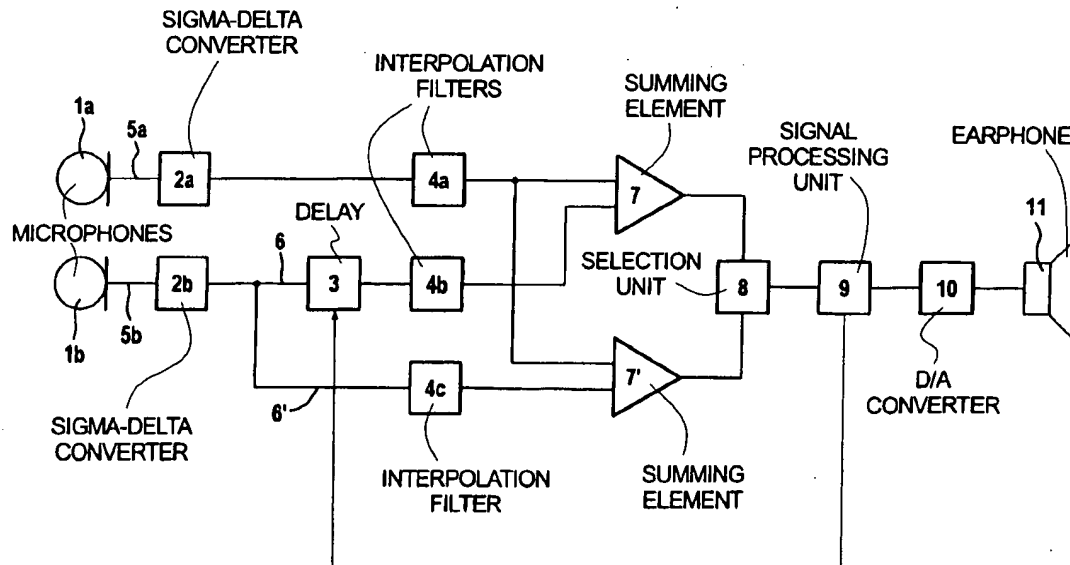 SIGMA-DELTA
CONVERTER
INTERPOLATION
FILTERS
SUMMING
ELEMENT
SIGNAL
PROCESSING
UNIT
EARPHONE
1a
5a
2a
4a
7
11
MICROPHONES
DELAY
6
3
4b
SELECTION
UNIT
8
9
10
2b
1b
5b
6'
4c
7'
D/A
CONVERTER
SIGMA-DELTA
CONVERTER
INTERPOLATION
FILTER
SUMMING
ELEMENT